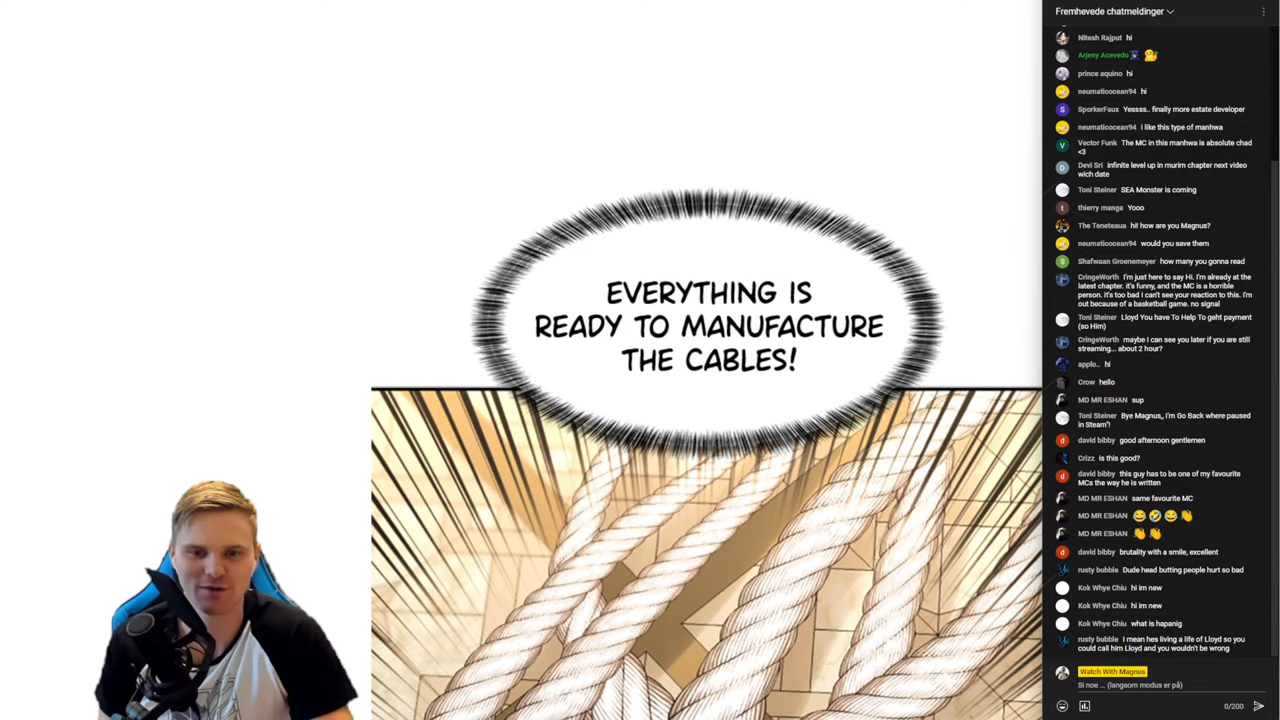 EVERYTHING IS
READY TO MANUFACTURE
THE CABLES!
Fremhevede chatmeldinger
Nitesh Rajput hi
Arjeny Acevedo
prince aquino hi
neumaticocean94 hi
SporkerFaux Yessss.. finally more estate developer
neumaticocean94 i like this type of manhwa
Vector Funk The MC in this manhwa is absolute chad
<3
Devi Sri infinite level up in murim chapter next video
wich date
Toni Steiner SEA Monster is coming
thierry manga Yooo
The Teneteaua hi! how are you Magnus?
neumaticocean94 would you save them
Shafwaan Groenemeyer how many you gonna read
CringeWorth I'm just here to say Hi. I'm already at the
latest chapter. it's funny, and the MC is a horrible
person. it's too bad I can't see your reaction to this. I'm
out because of a basketball game. no signal
Toni Steiner Lloyd You have To Help To geht payment
(so Him)
CringeWorth maybe I can see you later if you are still
streaming... about 2 hour?
applo.. hi
Crow hello
MD MR ESHAN sup
Toni Steiner Bye Magnus,, I'm Go Back where paused
in Steam"!
david bibby good afternoon gentlemen
Crizz is this good?
david bibby this guy has to be one of my favourite
MCs the way he is written
MD MR ESHAN same favourite MC
MD MR ESHAN 😂🤣😂👏
MD MR ESHAN 👏👏
david bibby brutality with a smile, excellent
rusty bubble Dude head butting people hurt so bad
Kok Whye Chiu hi im new
Kok Whye Chiu hi im new
Kok Whye Chiu what is hapanig
rusty bubble I mean hes living a life of Lloyd so you
could call him Lloyd and you wouldn't be wrong
Watch With Magnus
Si noe ... (langsom modus er på)
0/200